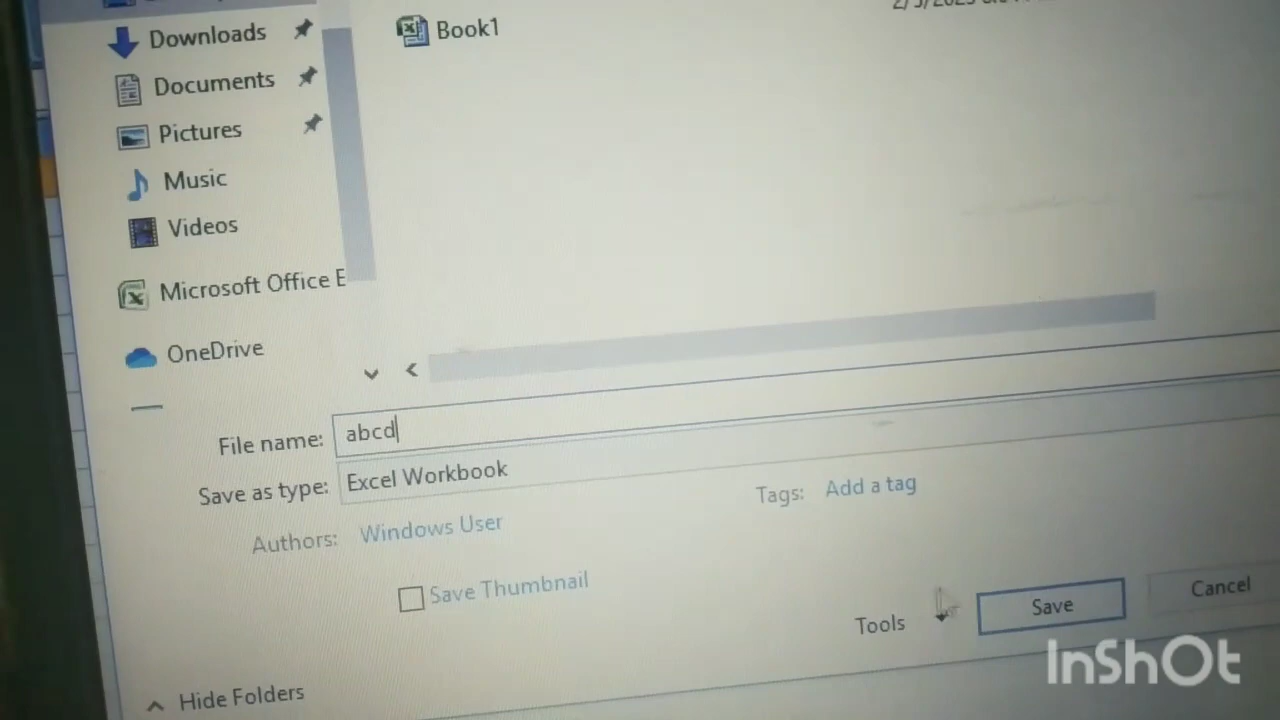 Downloads
Book1
Documents
Pictures
Music
Videos
Microsoft Office E
OneDrive
File name: abcd
Save as type: Excel Workbook
Authors: Windows User
Tags: Add a tag
Save Thumbnail
Tools
Save
Cancel
Hide Folders
InShOt